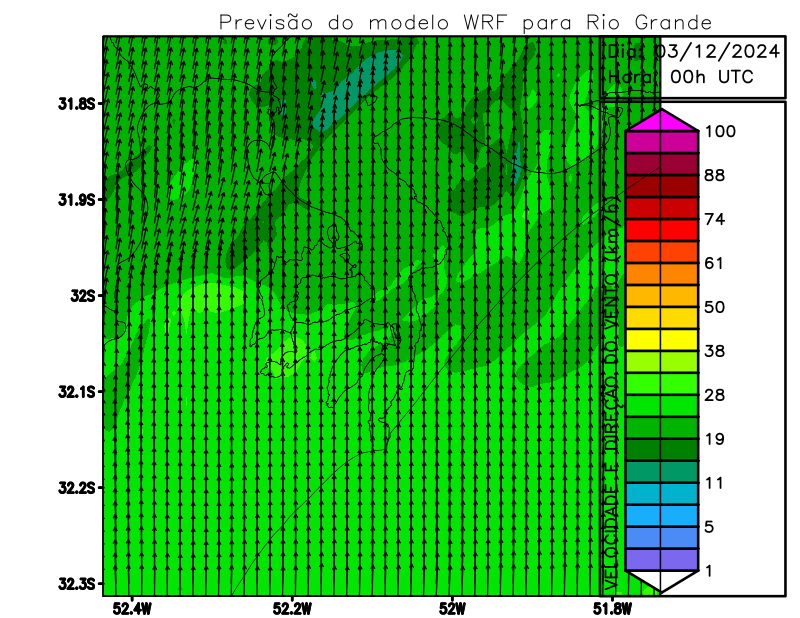 Previsão do modelo WRF para Rio Grande
Dia: 03/12/2024
Hora: 00h UTC
31.8S
31.9S
32S
32.1S
32.2S
32.3S
52.4W
52.2W
52W
51.8W
VELOCIDADE E DIREÇÃO DO VENTO (km/h)
100
88
74
61
50
38
28
19
11
5
1